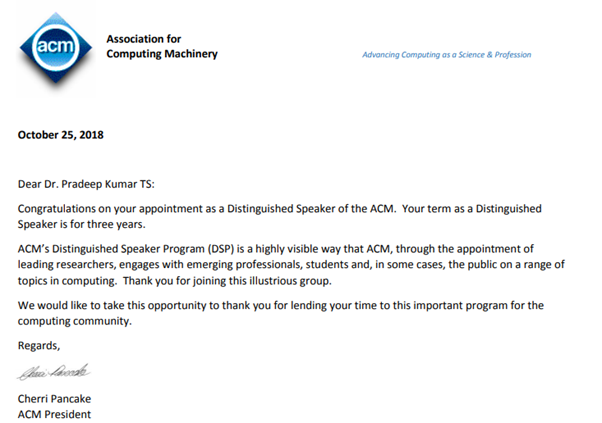 acm
Association for
Computing Machinery
Advancing Computing as a Science & Profession
October 25, 2018
Dear Dr. Pradeep Kumar TS:
Congratulations on your appointment as a Distinguished Speaker of the ACM.  Your term as a Distinguished
Speaker is for three years.
ACM's Distinguished Speaker Program (DSP) is a highly visible way that ACM, through the appointment of
leading researchers, engages with emerging professionals, students and, in some cases, the public on a range of
topics in computing.  Thank you for joining this illustrious group.
We would like to take this opportunity to thank you for lending your time to this important program for the
computing community.
Regards,
Cherri Pancake
Cherri Pancake
ACM President